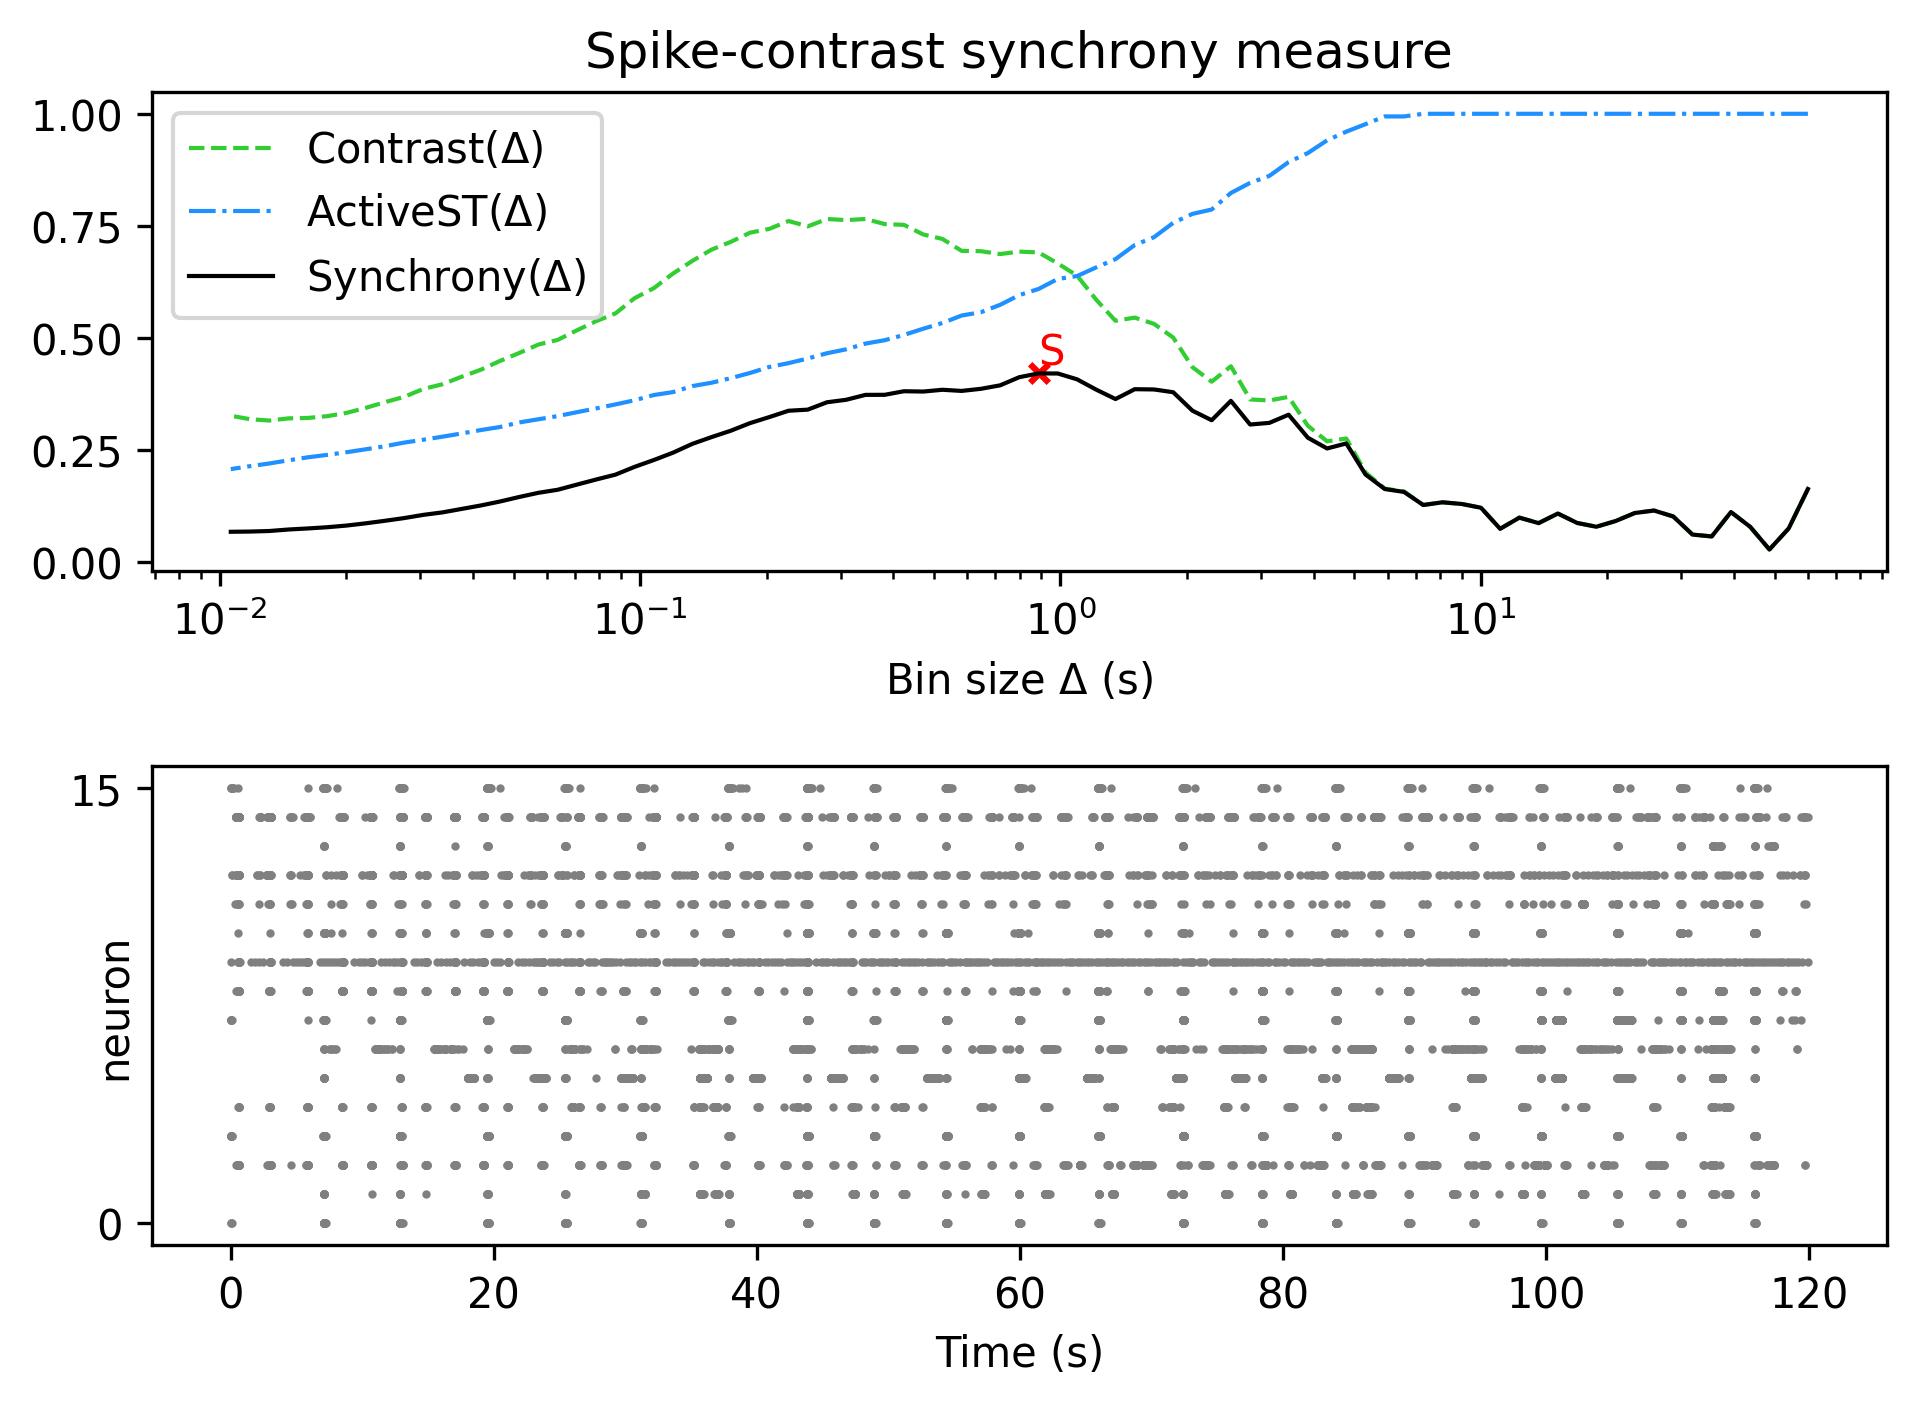 Spike-contrast synchrony measure
1.00
0.75
0.50
0.25
0.00
Contrast(Δ)
ActiveST(Δ)
Synchrony(Δ)
S
10⁻² 10⁻¹ 10⁰ 10¹
Bin size Δ (s)
15
0
neuron
0 20 40 60 80 100 120
Time (s)